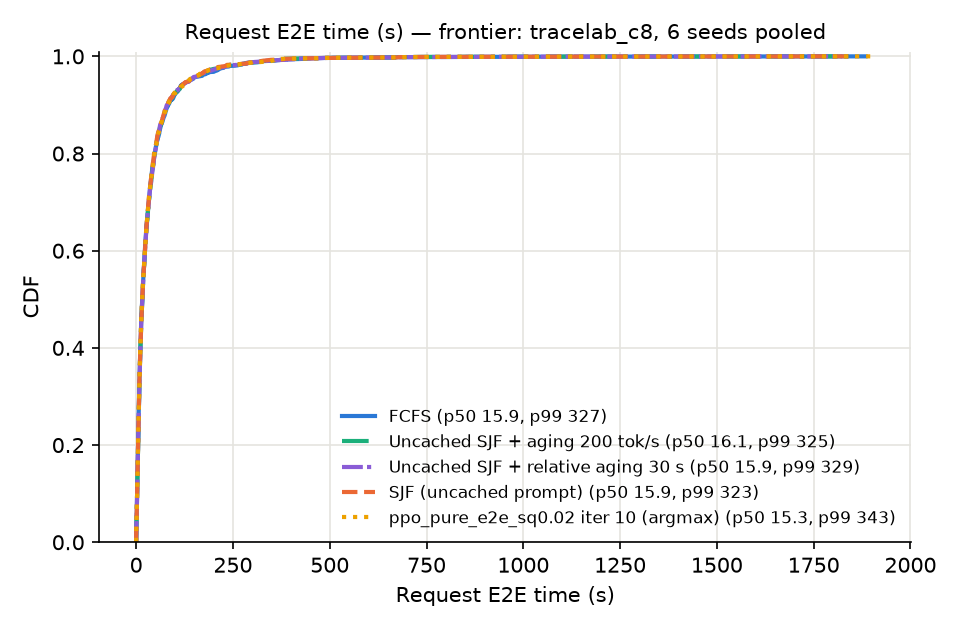 Request E2E time (s) — frontier: tracelab_c8, 6 seeds pooled
1.0
0.8
0.6
0.4
0.2
0.0
CDF
FCFS (p50 15.9, p99 327)
Uncached SJF + aging 200 tok/s (p50 16.1, p99 325)
Uncached SJF + relative aging 30 s (p50 15.9, p99 329)
SJF (uncached prompt) (p50 15.9, p99 323)
ppo_pure_e2e_sq0.02 iter 10 (argmax) (p50 15.3, p99 343)
0 250 500 750 1000 1250 1500 1750 2000
Request E2E time (s)